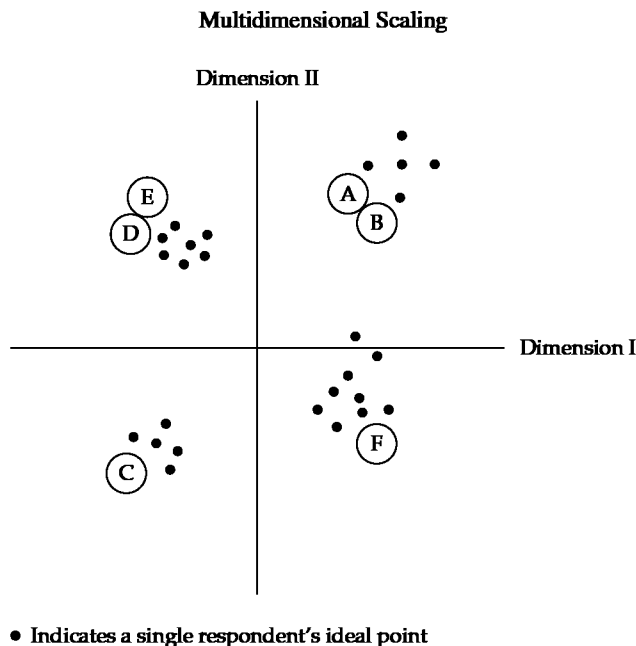 Multidimensional Scaling
Dimension II
E
A
D
B
Dimension I
F
C
Indicates a single respondent's ideal point